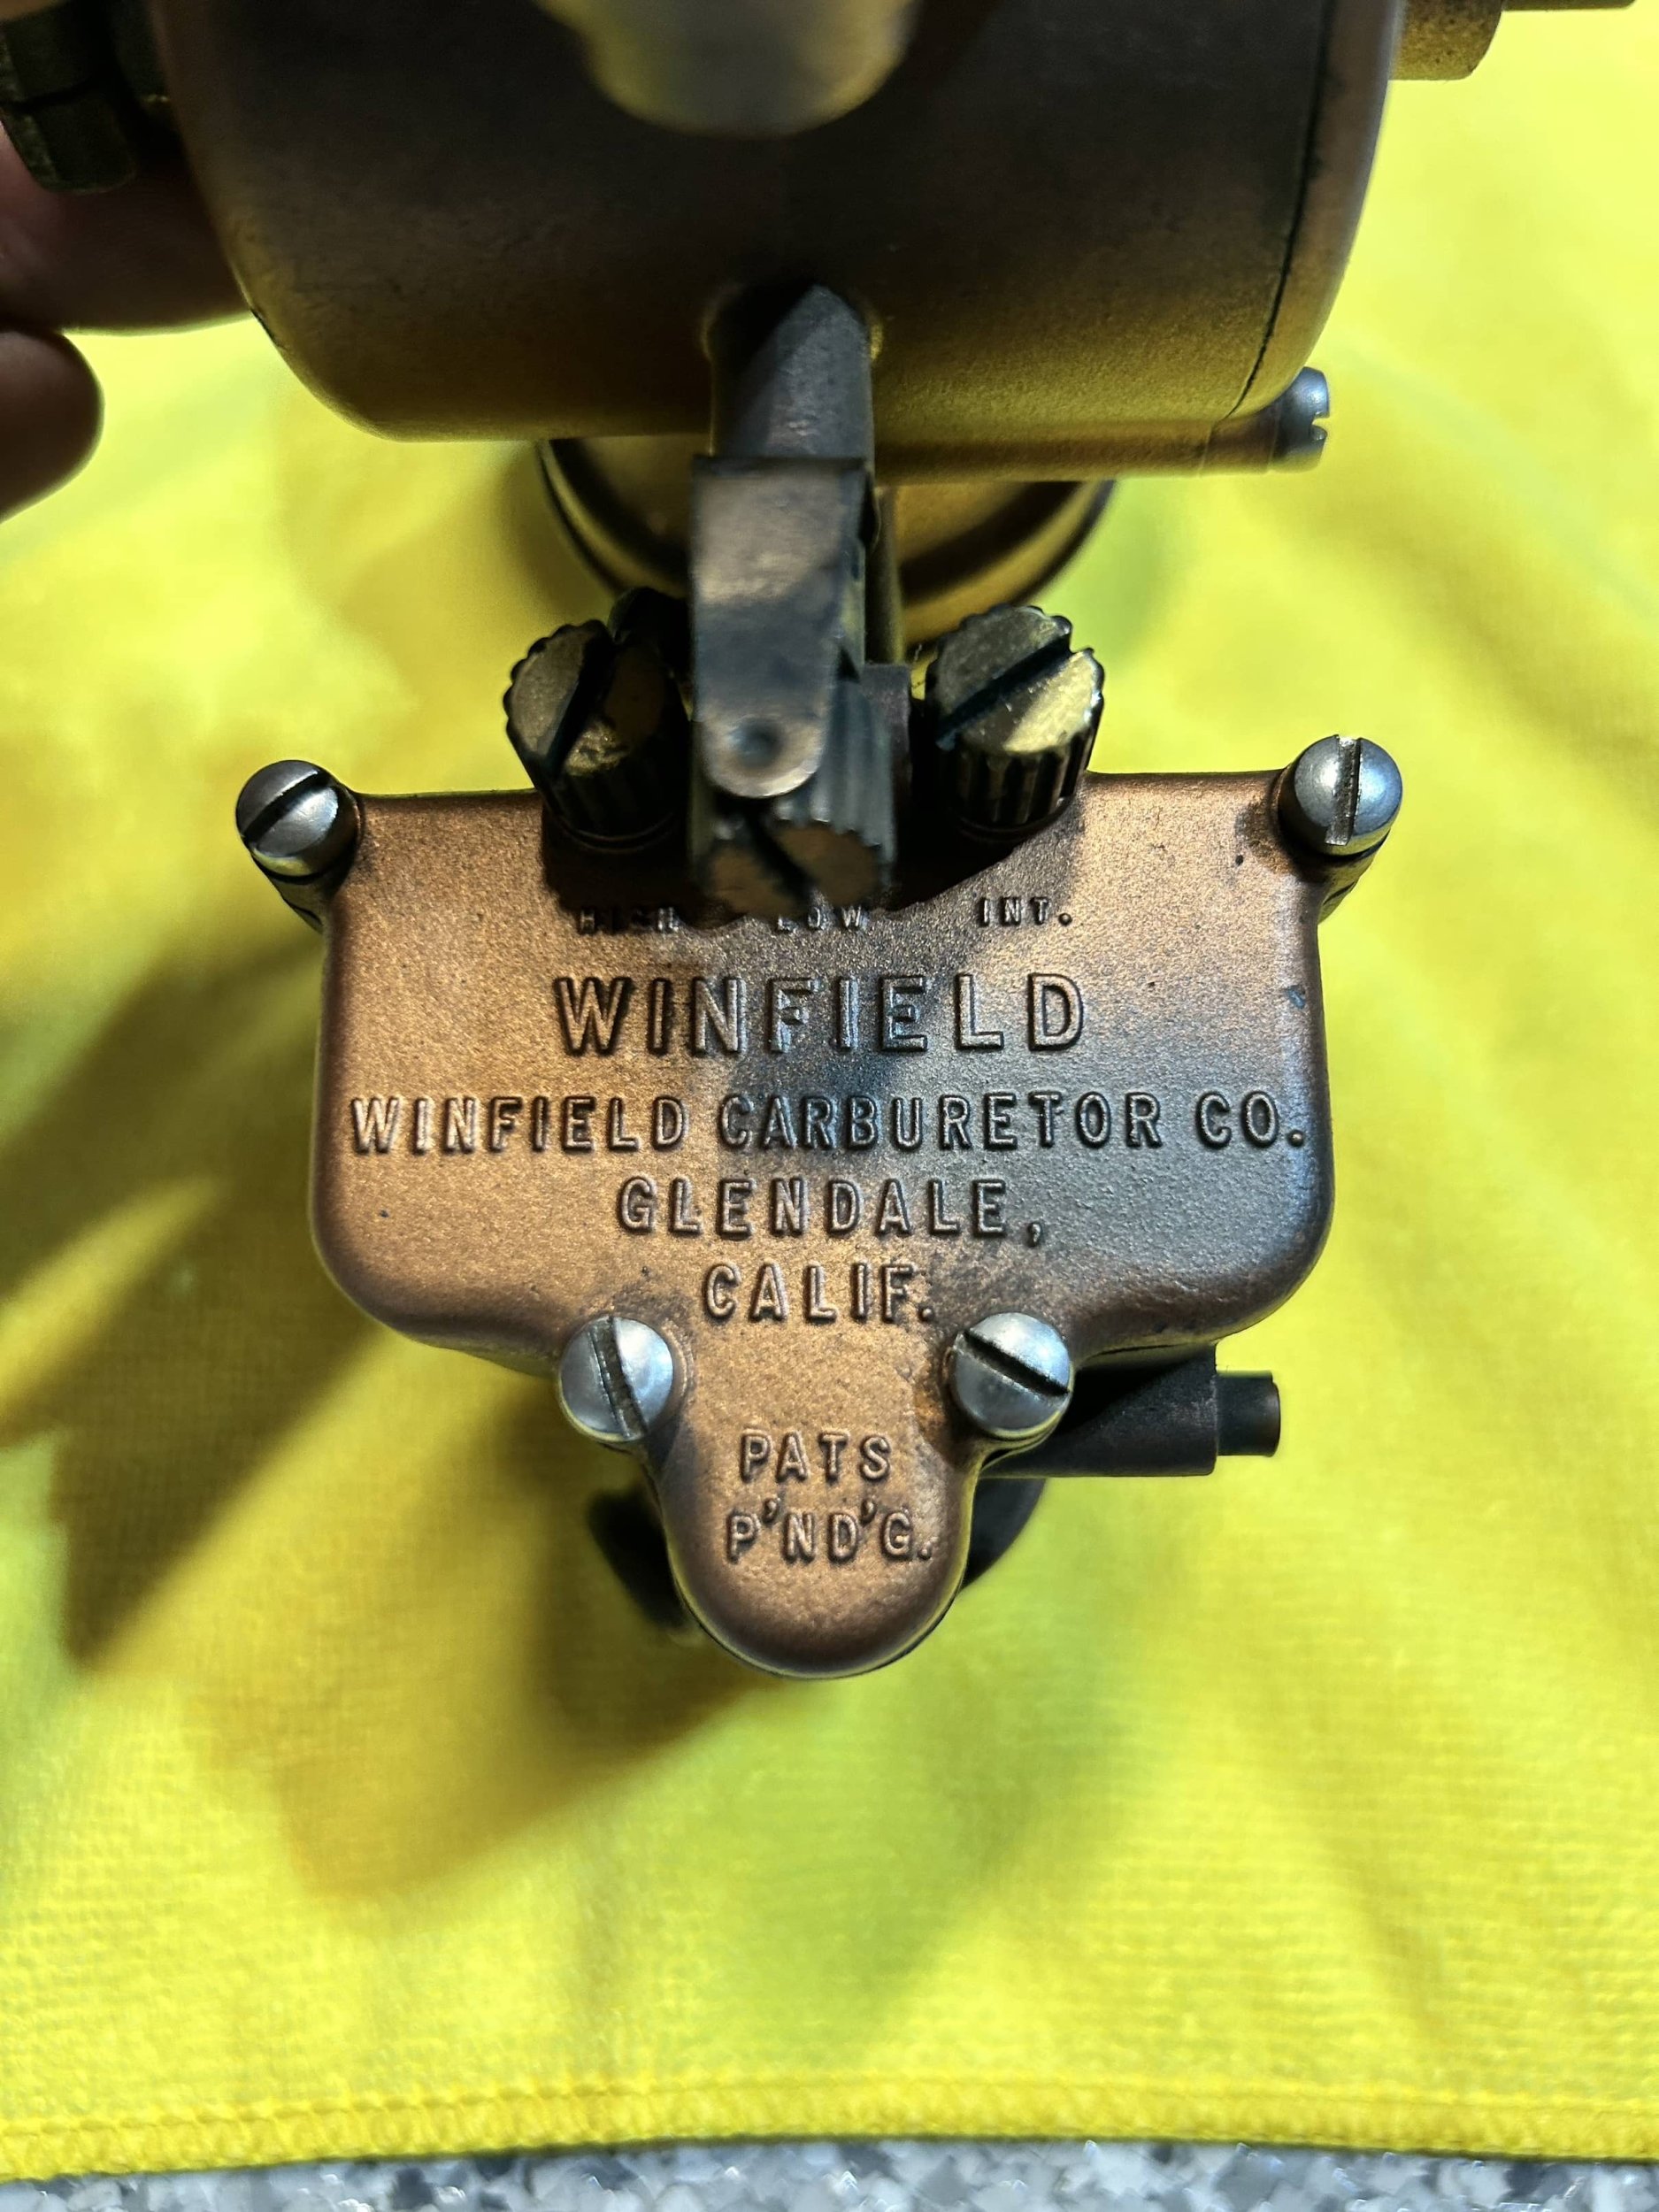 HIGH LOW INT.
WINFIELD
WINFIELD CARBURETOR CO.
GLENDALE,
CALIF.
PATS
P'ND'G.